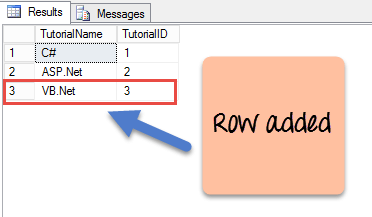 Results Messages
TutorialName TutorialID
1 C# 1
2 ASP.Net 2
3 VB.Net 3
Row added